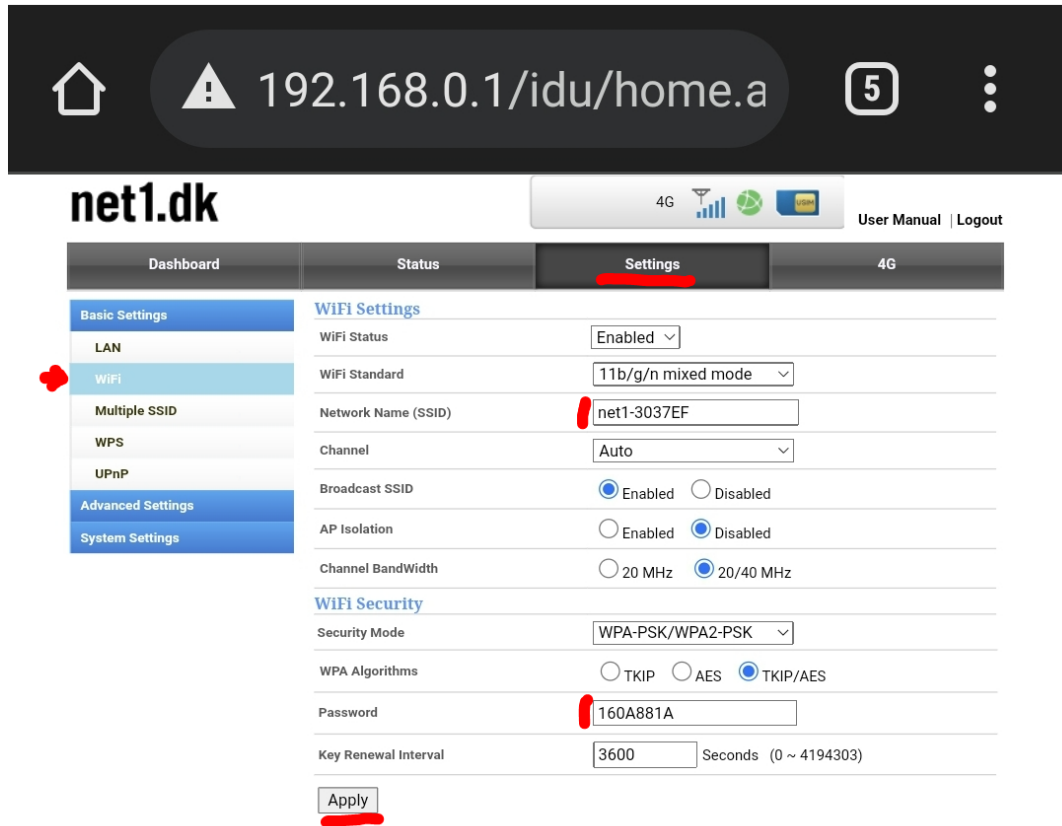 192.168.0.1/idu/home.a
5
net1.dk
4G
USIM
User Manual | Logout
Dashboard Status Settings 4G
Basic Settings
LAN
WiFi
Multiple SSID
WPS
UPnP
Advanced Settings
System Settings
WiFi Settings
WiFi Status Enabled
WiFi Standard 11b/g/n mixed mode
Network Name (SSID) net1-3037EF
Channel Auto
Broadcast SSID Enabled Disabled
AP Isolation Enabled Disabled
Channel BandWidth 20 MHz 20/40 MHz
WiFi Security
Security Mode WPA-PSK/WPA2-PSK
WPA Algorithms TKIP AES TKIP/AES
Password 160A881A
Key Renewal Interval 3600 Seconds (0 ~ 4194303)
Apply